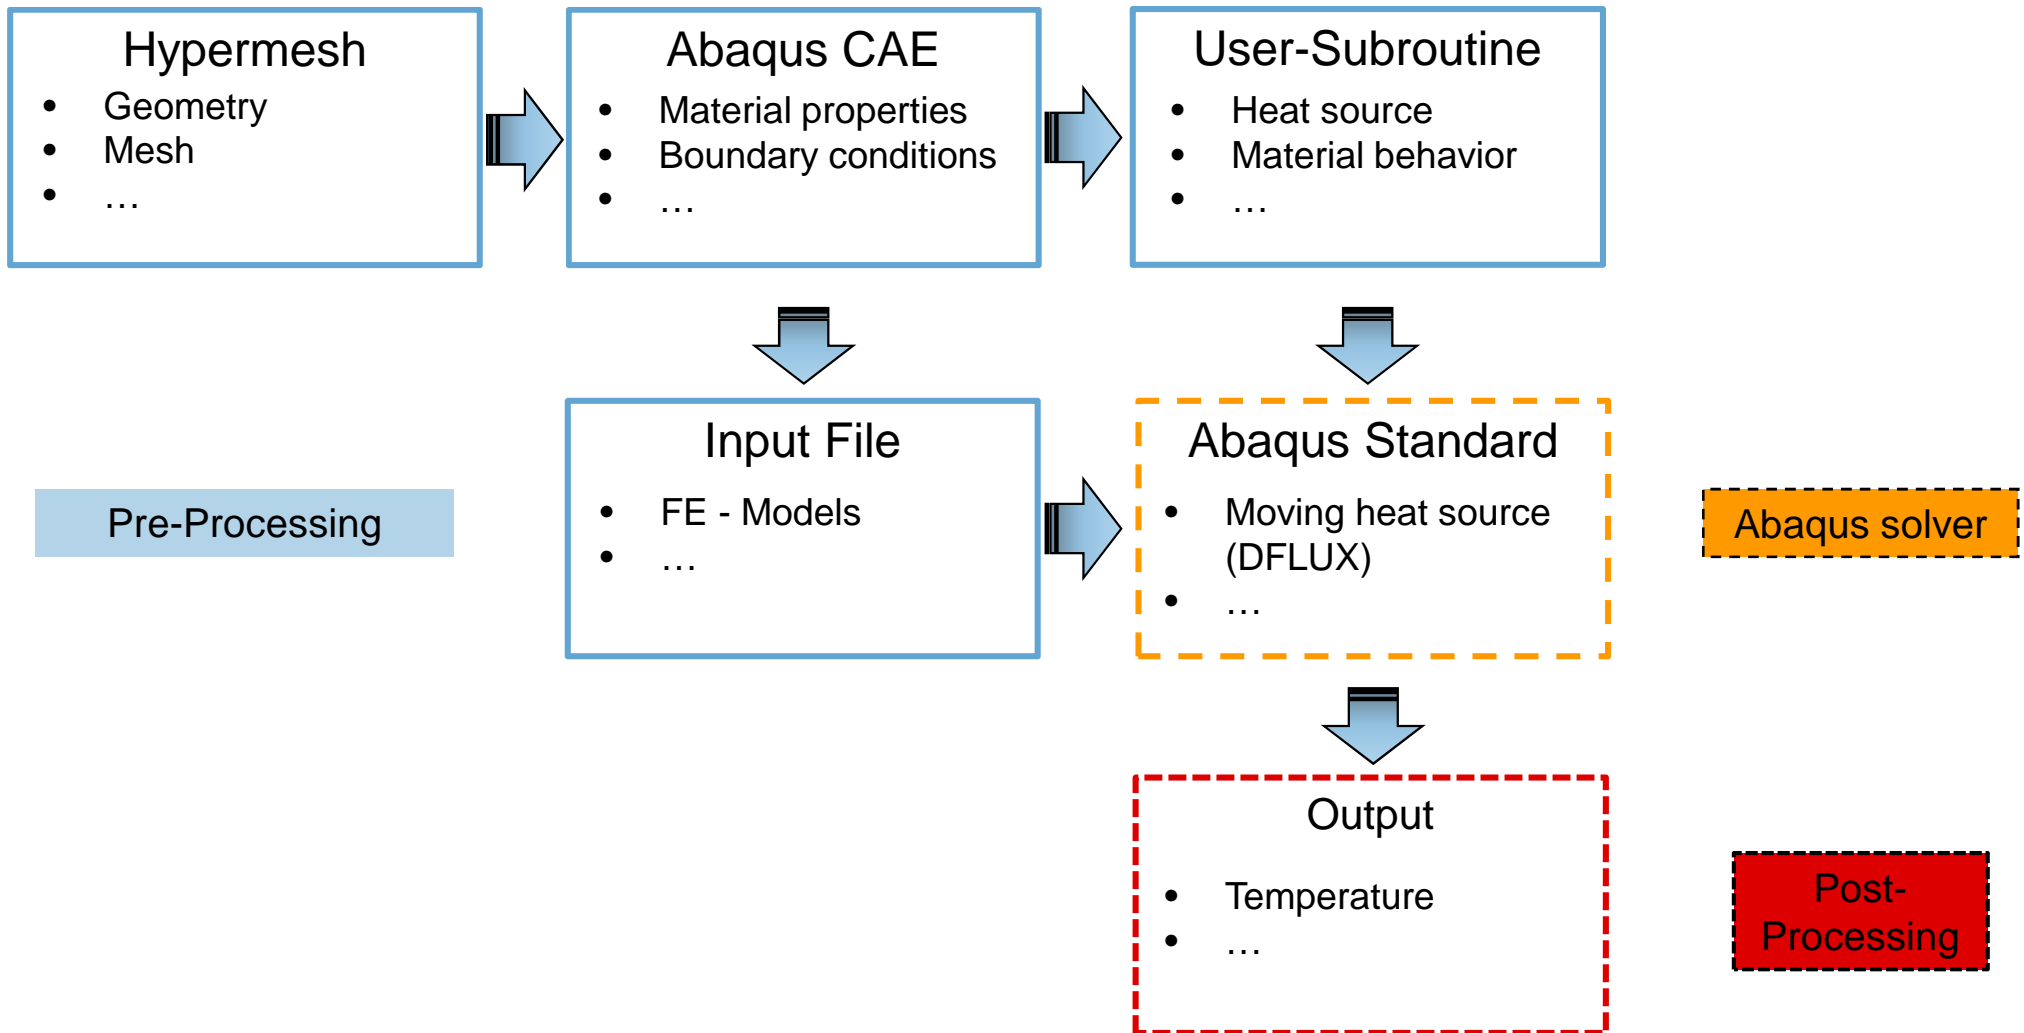 Hypermesh
• Geometry
• Mesh
• …
Abaqus CAE
• Material properties
• Boundary conditions
• …
User-Subroutine
• Heat source
• Material behavior
• …
Pre-Processing
Input File
• FE - Models
• …
Abaqus Standard
• Moving heat source
(DFLUX)
• …
Abaqus solver
Output
• Temperature
• …
Post-
Processing